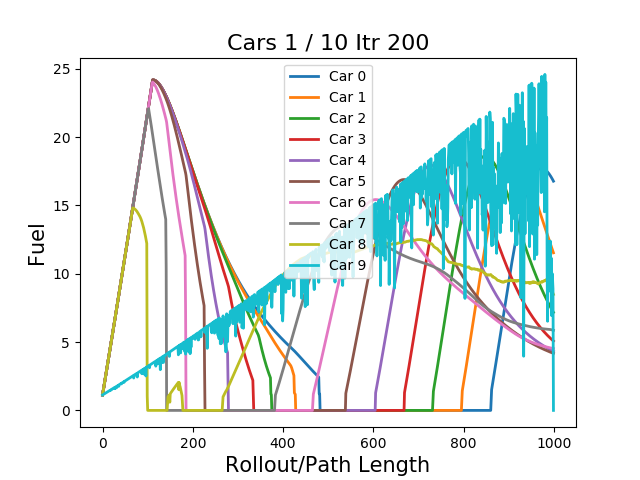 Cars 1 / 10 Itr 200
Fuel
25
20
15
10
5
0
Car 0
Car 1
Car 2
Car 3
Car 4
Car 5
Car 6
Car 7
Car 8
Car 9
0 200 400 600 800 1000
Rollout/Path Length